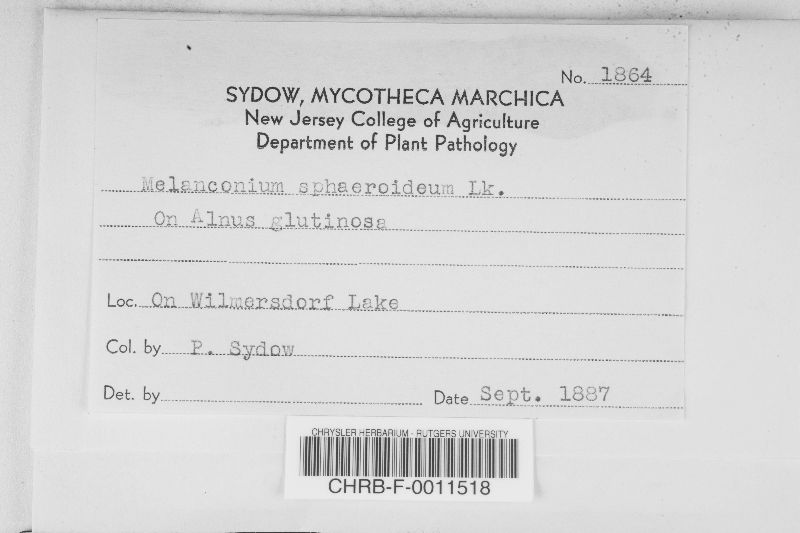 No. 1864
SYDOW, MYCOTHECA MARCHICA
New Jersey College of Agriculture
Department of Plant Pathology
Melanconium sphaeroideum Lk.
On Alnus glutinosa
Loc. On Wilmersdorf Lake
Col. by P. Sydow
Det. by
Date Sept. 1887
CHRYSLER HERBARIUM - RUTGERS UNIVERSITY
CHRB-F-0011518